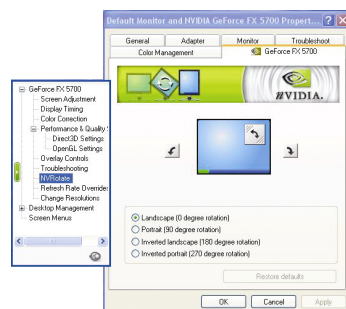 Default Monitor and NVIDIA GeForce FX 5700 Propert...
General Adapter Monitor Troubleshoot
Color Management GeForce FX 5700
NVIDIA.
GeForce FX 5700
Screen Adjustment
Display Timing
Color Correction
Performance & Quality S
Direct3D Settings
OpenGL Settings
Overlay Controls
Troubleshooting
NVRotate
Refresh Rate Overrides
Change Resolutions
Desktop Management
Screen Menus
Landscape (0 degree rotation)
Portrait (90 degree rotation)
Inverted landscape (180 degree rotation)
Inverted portrait (270 degree rotation)
Restore defaults
OK Cancel Apply